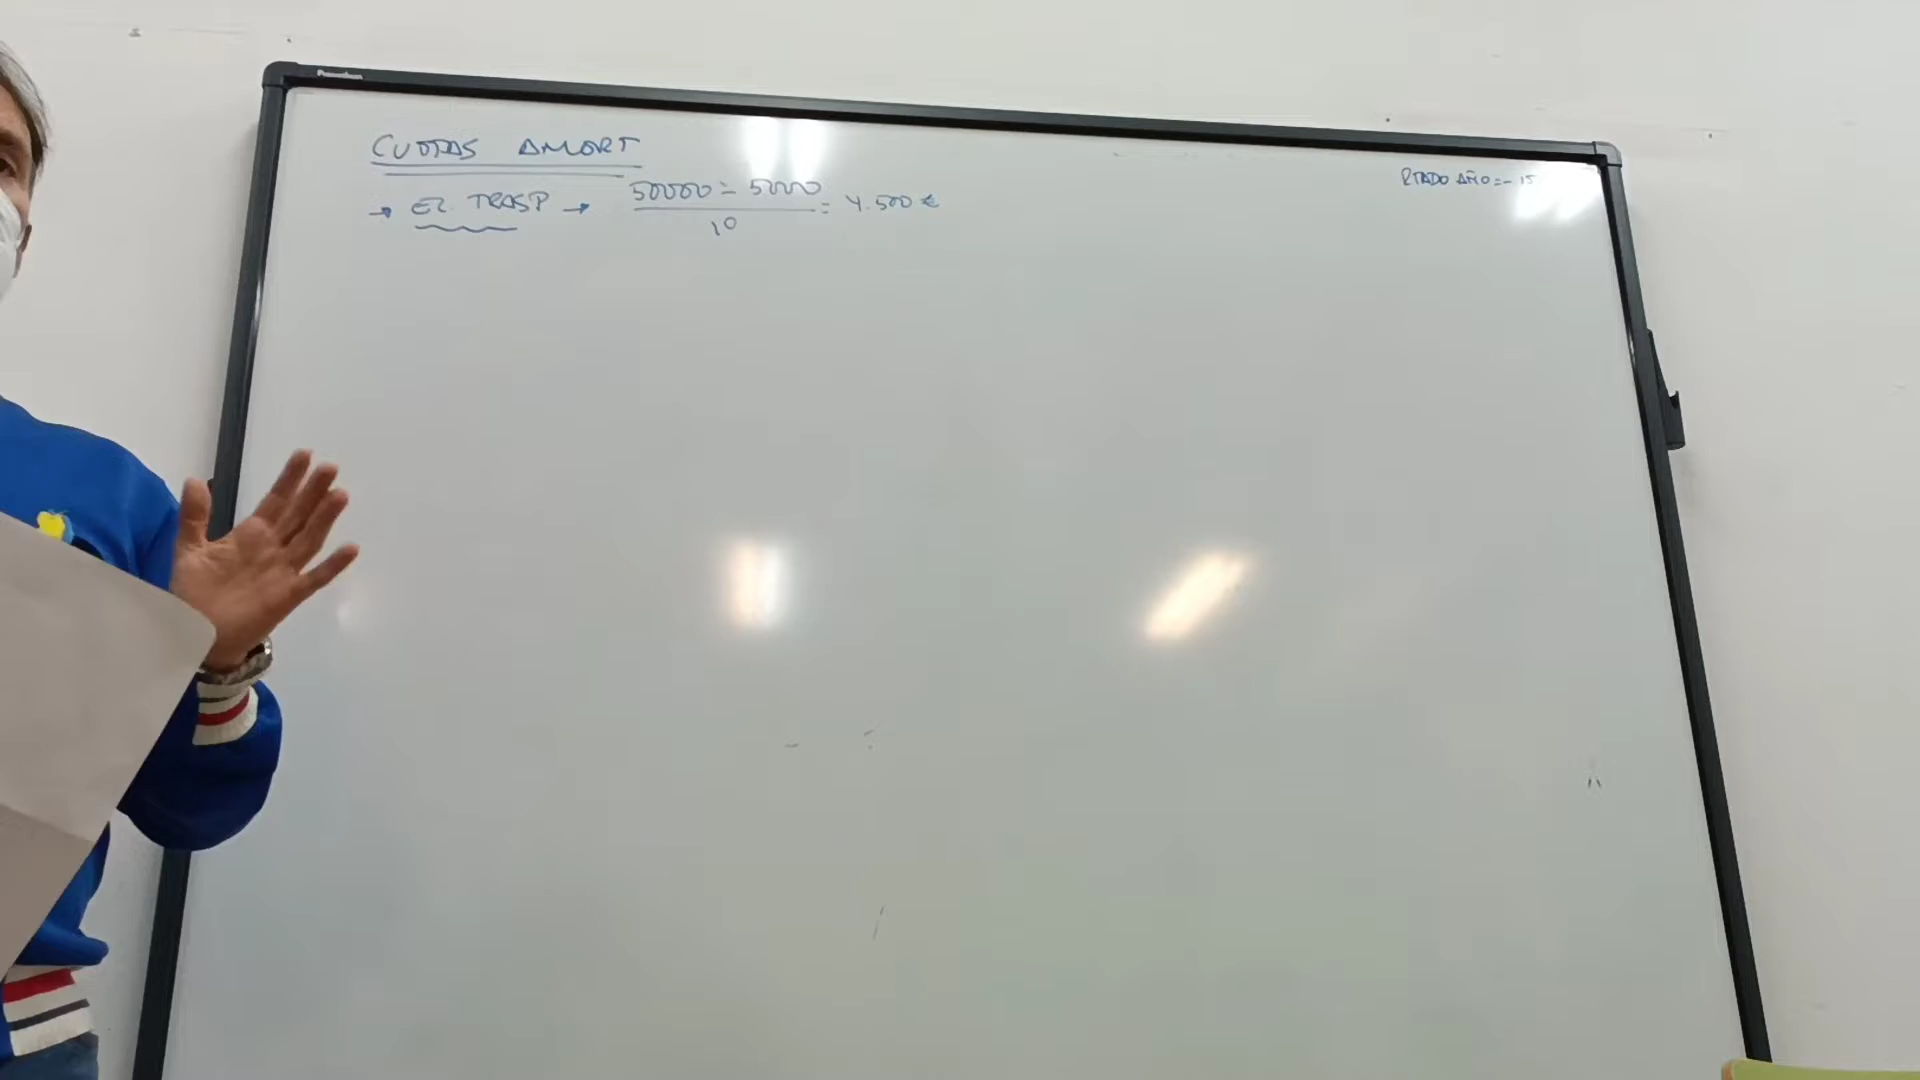 CUOTAS AMORT
→ EL. TRASP → 50000 - 5000 / 10 = 4.500 €
RTADO AÑO = - 15